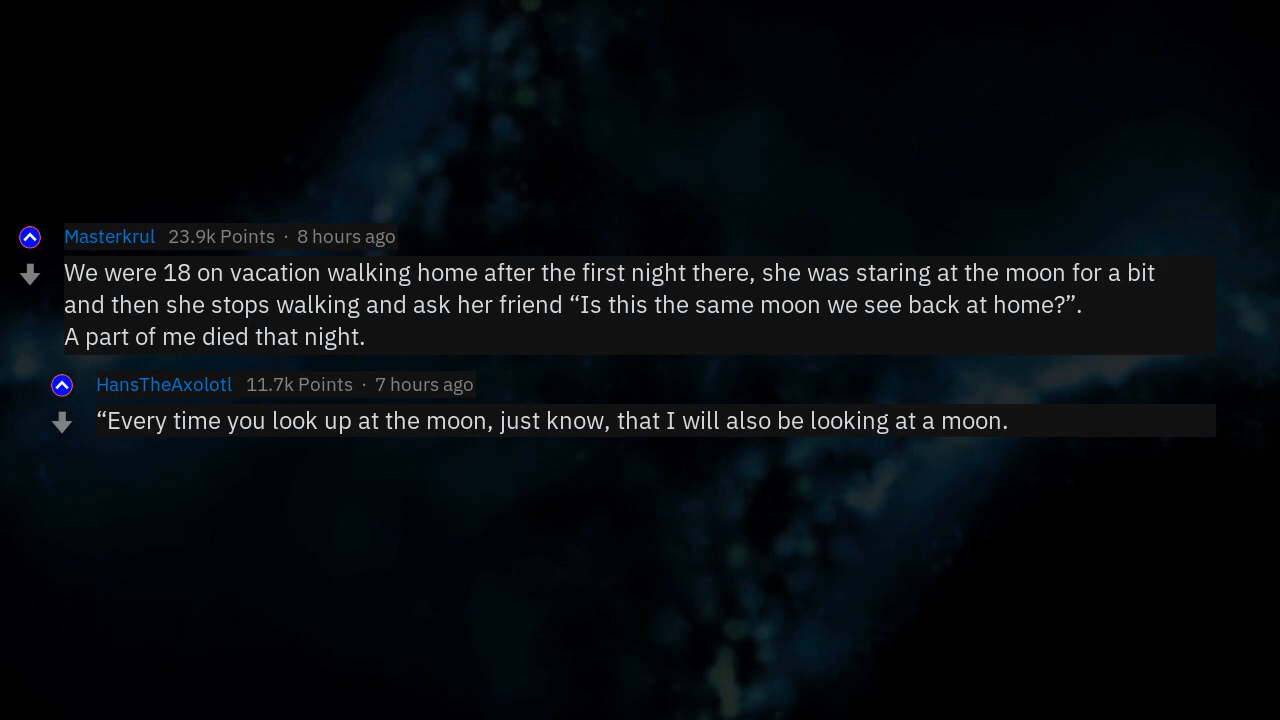 Masterkrul 23.9k Points · 8 hours ago
We were 18 on vacation walking home after the first night there, she was staring at the moon for a bit
and then she stops walking and ask her friend “Is this the same moon we see back at home?”.
A part of me died that night.
HansTheAxolotl 11.7k Points · 7 hours ago
“Every time you look up at the moon, just know, that I will also be looking at a moon.